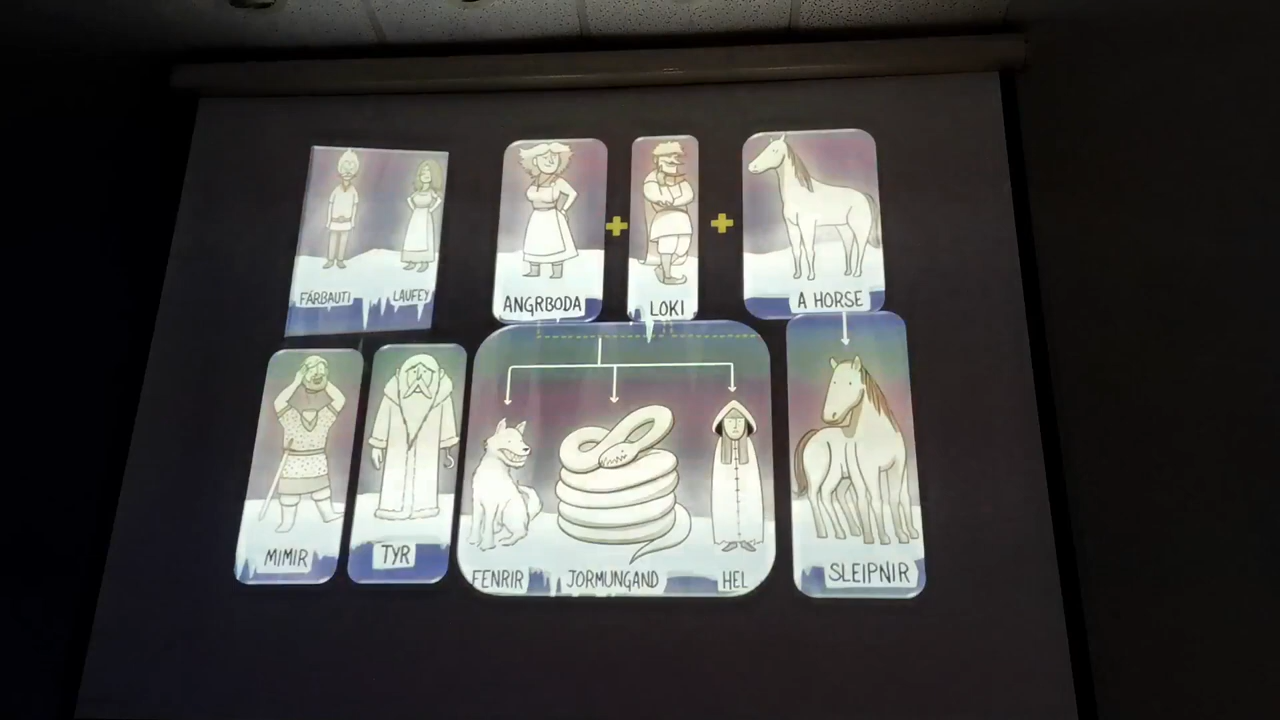 FÁRBAUTI
LAUFEY
ANGRBODA
LOKI
A HORSE
MIMIR
TYR
FENRIR
JORMUNGAND
HEL
SLEIPNIR